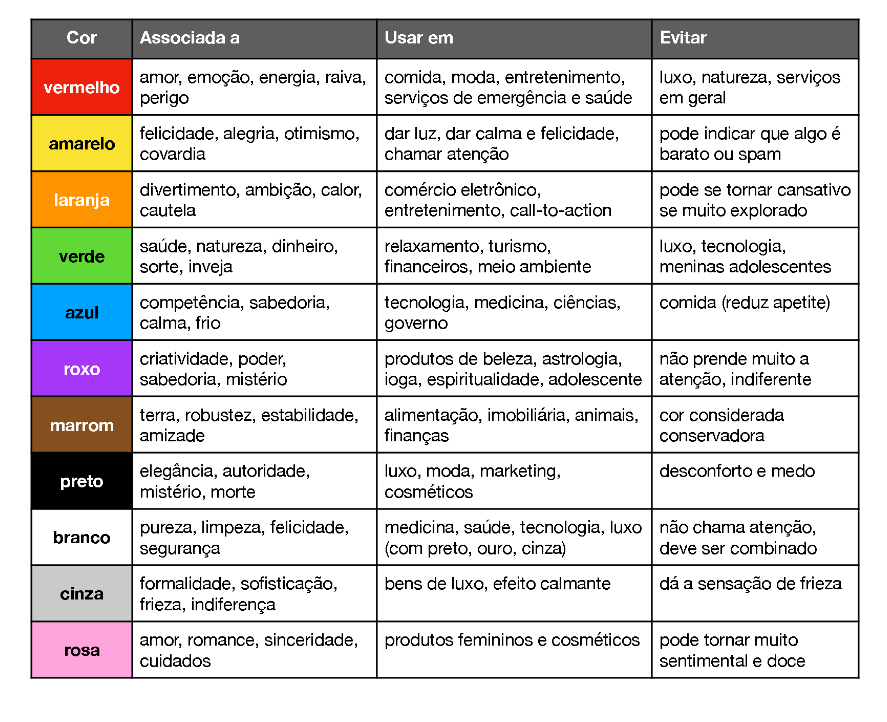 Cor Associada a Usar em Evitar
vermelho amor, emoção, energia, raiva, perigo comida, moda, entretenimento, serviços de emergência e saúde luxo, natureza, serviços em geral
amarelo felicidade, alegria, otimismo, covardia dar luz, dar calma e felicidade, chamar atenção pode indicar que algo é barato ou spam
laranja divertimento, ambição, calor, cautela comércio eletrônico, entretenimento, call-to-action pode se tornar cansativo se muito explorado
verde saúde, natureza, dinheiro, sorte, inveja relaxamento, turismo, financeiros, meio ambiente luxo, tecnologia, meninas adolescentes
azul competência, sabedoria, calma, frio tecnologia, medicina, ciências, governo comida (reduz apetite)
roxo criatividade, poder, sabedoria, mistério produtos de beleza, astrologia, ioga, espiritualidade, adolescente não prende muito a atenção, indiferente
marrom terra, robustez, estabilidade, amizade alimentação, imobiliária, animais, finanças cor considerada conservadora
preto elegância, autoridade, mistério, morte luxo, moda, marketing, cosméticos desconforto e medo
branco pureza, limpeza, felicidade, segurança medicina, saúde, tecnologia, luxo (com preto, ouro, cinza) não chama atenção, deve ser combinado
cinza formalidade, sofisticação, frieza, indiferença bens de luxo, efeito calmante dá a sensação de frieza
rosa amor, romance, sinceridade, cuidados produtos femininos e cosméticos pode tornar muito sentimental e doce